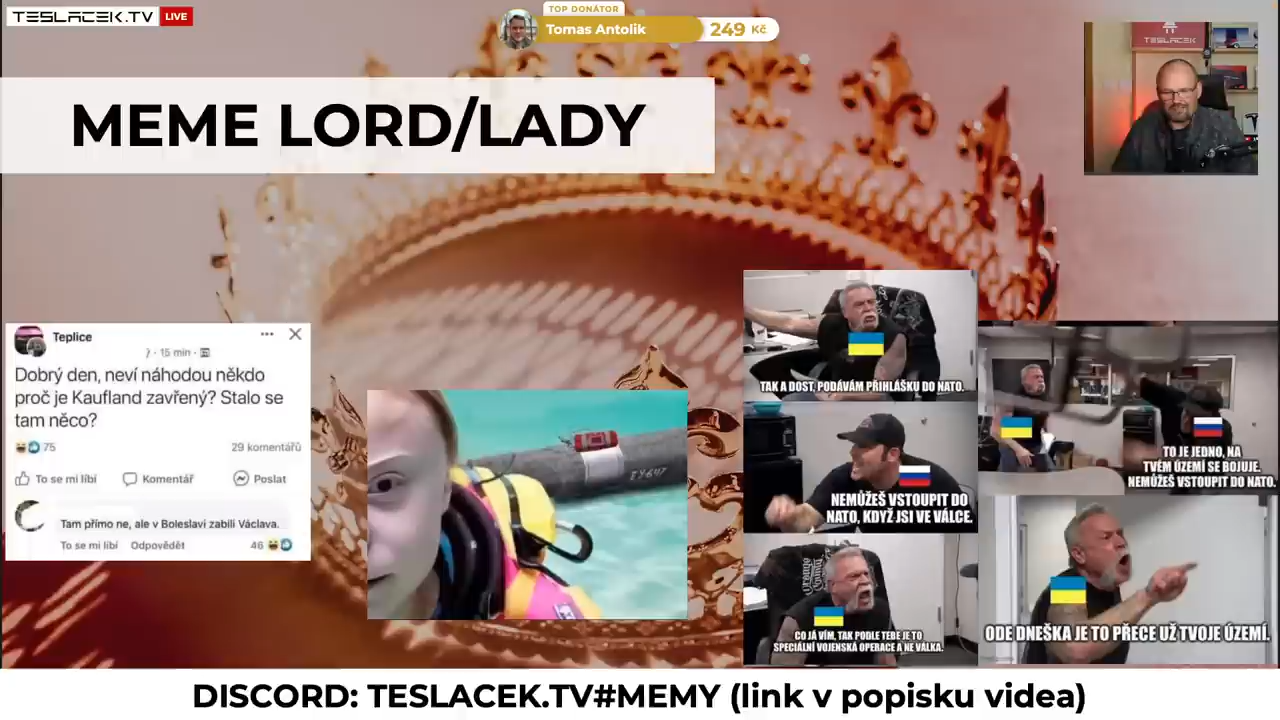 TESLACEK.TV LIVE
TOP DONÁTOR
Tomas Antolik 249 Kč
TESLACEK
MEME LORD/LADY
Teplice
15 min
Dobrý den, neví náhodou někdo
proč je Kaufland zavřený? Stalo se
tam něco?
75 29 komentářů
To se mi líbí Komentář Poslat
Tam přímo ne, ale v Boleslavi zabili Václava.
To se mi líbí Odpovědět 46
TAK A DOST, PODÁVÁM PŘIHLÁŠKU DO NATO.
NEMŮŽEŠ VSTOUPIT DO
NATO, KDYŽ JSI VE VÁLCE.
CO JÁ VÍM, TAK PODLE TEBE JE TO
SPECIÁLNÍ VOJENSKÁ OPERACE A NE VÁLKA.
TO JE JEDNO, NA
TVÉM ÚZEMÍ SE BOJUJE.
NEMŮŽEŠ VSTOUPIT DO NATO.
ODE DNEŠKA JE TO PŘECE UŽ TVOJE ÚZEMÍ.
DISCORD: TESLACEK.TV#MEMY (link v popisku videa)